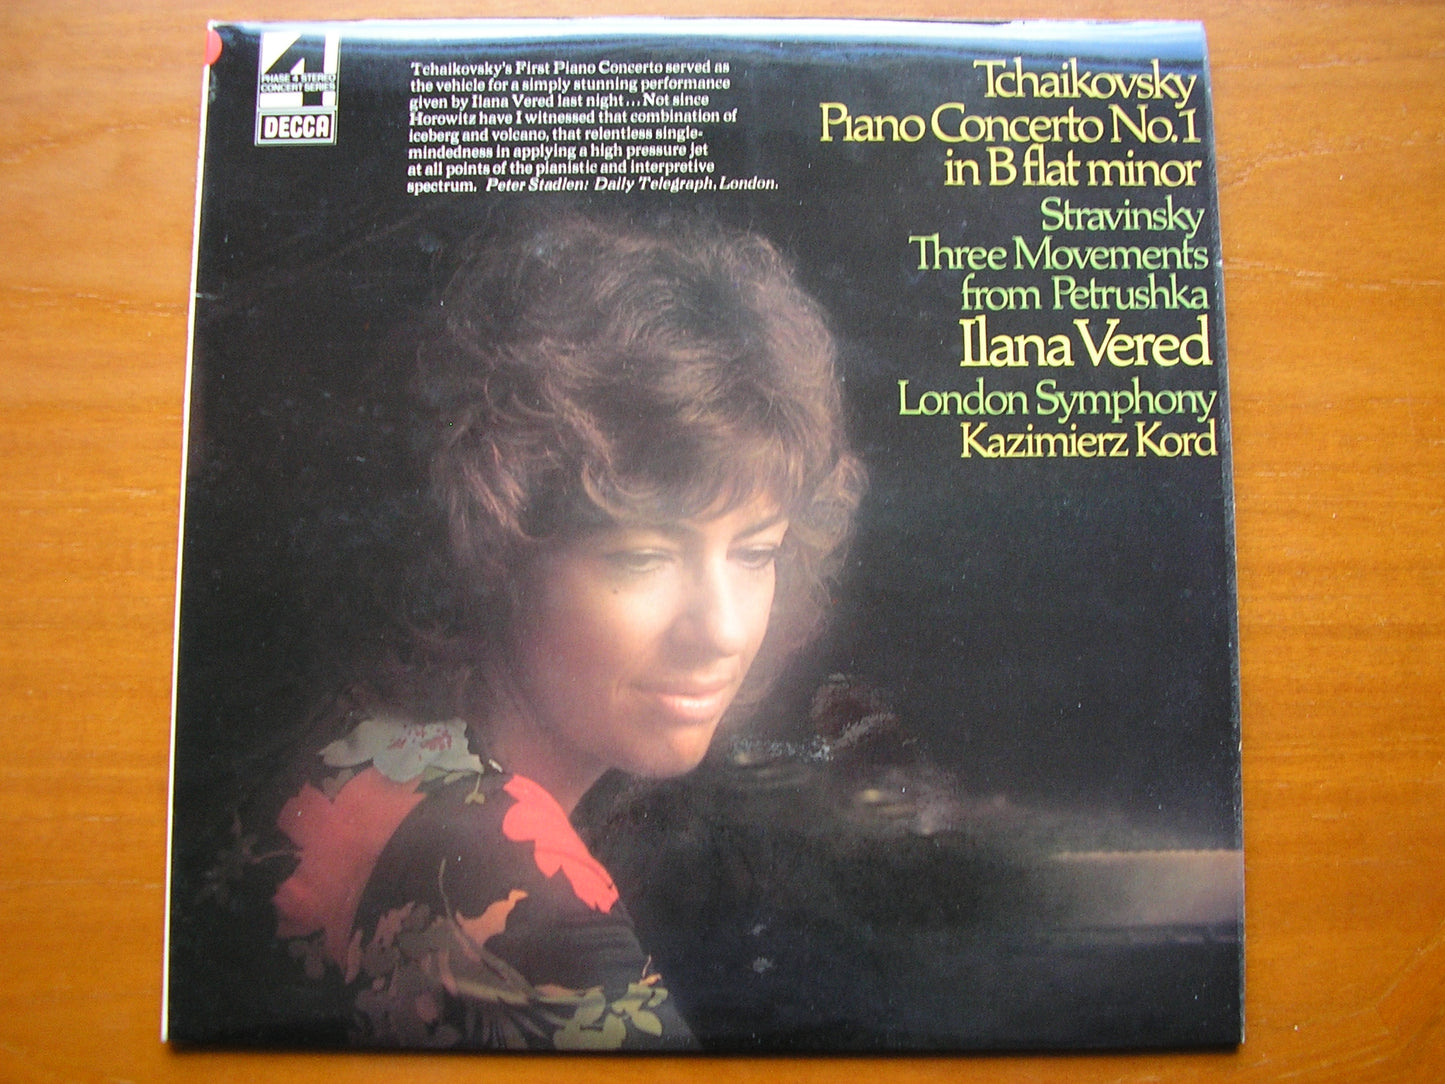 4
PHASE 4 STEREO
CONCERT SERIES
DECCA
Tchaikovsky's First Piano Concerto served as
the vehicle for a simply stunning performance
given by Ilana Vered last night...Not since
Horowitz have I witnessed that combination of
iceberg and volcano, that relentless single-
mindedness in applying a high pressure jet
at all points of the pianistic and interpretive
spectrum. Peter Stadlen: Daily Telegraph, London.
Tchaikovsky
Piano Concerto No.1
in B flat minor
Stravinsky
Three Movements
from Petrushka
Ilana Vered
London Symphony
Kazimierz Kord